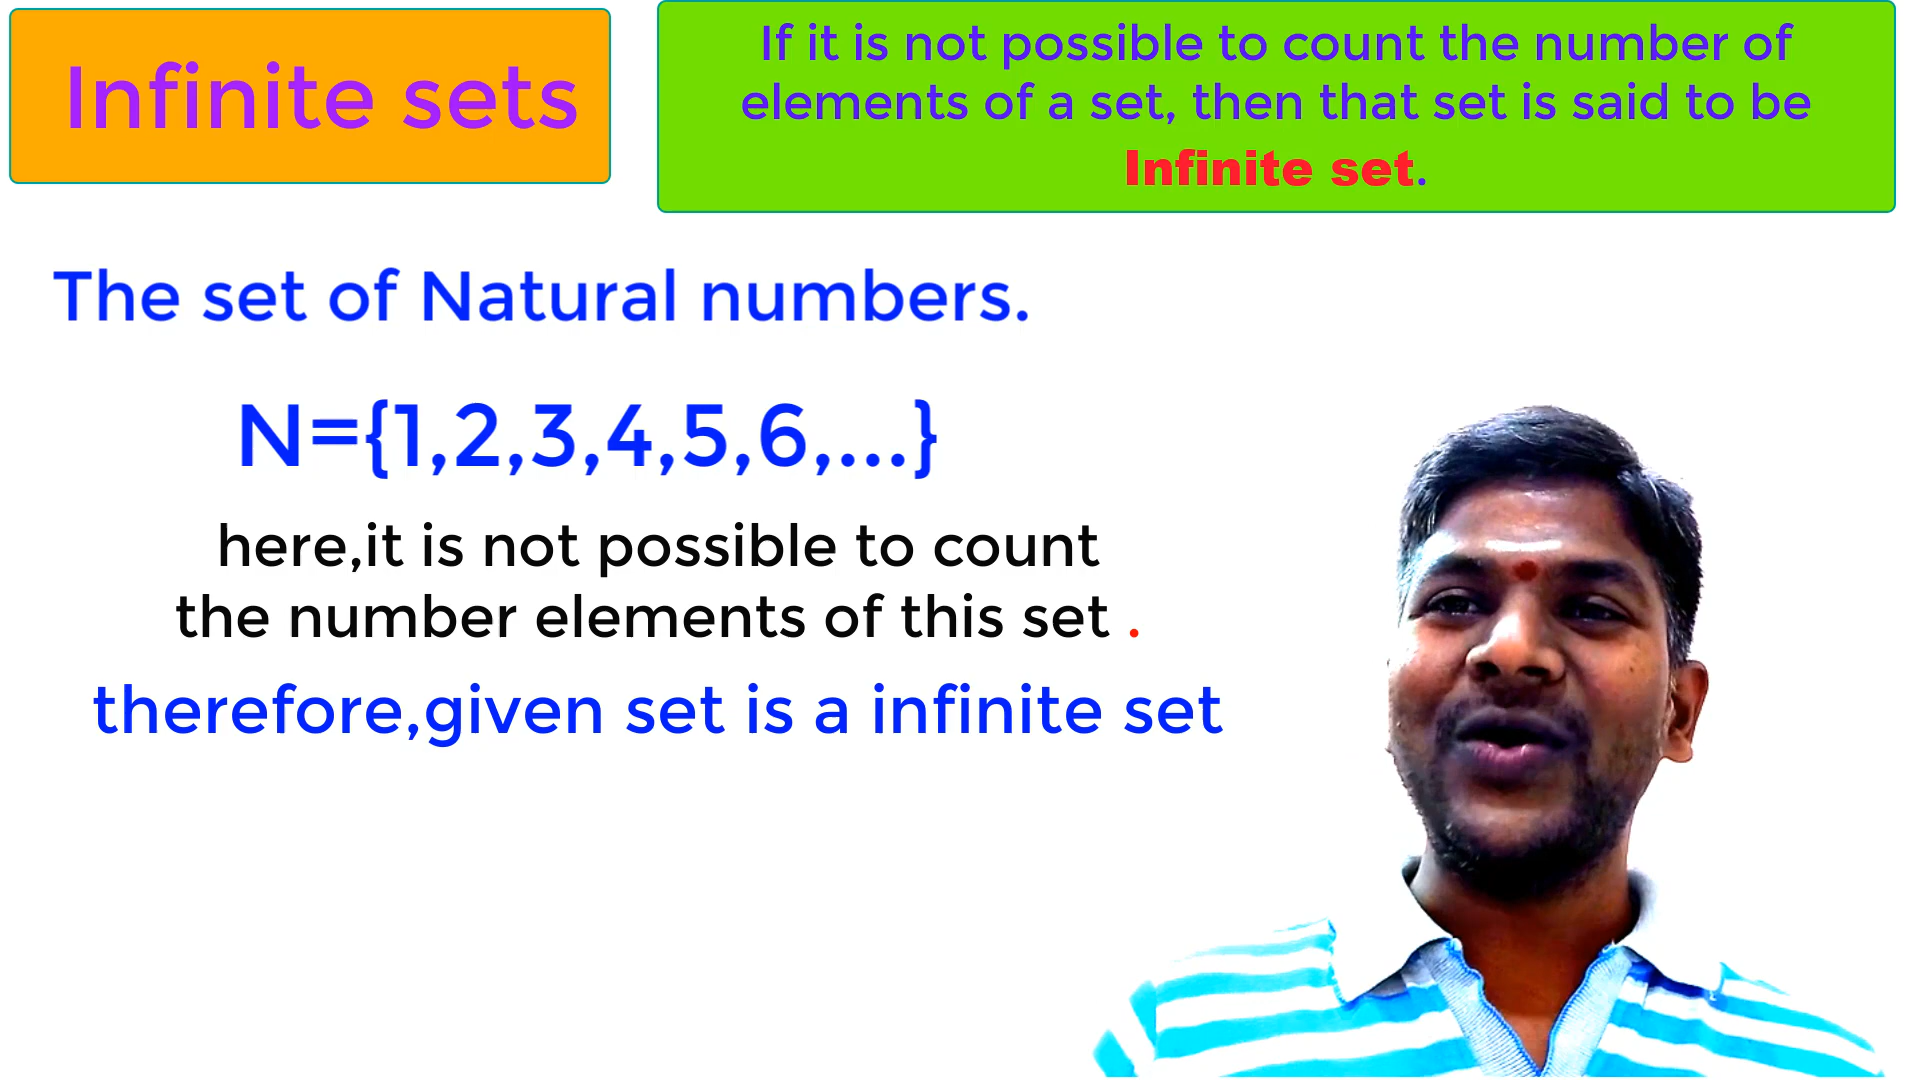 Infinite sets
If it is not possible to count the number of
elements of a set, then that set is said to be
Infinite set.
The set of Natural numbers.
N={1,2,3,4,5,6,...}
here,it is not possible to count
the number elements of this set .
therefore,given set is a infinite set